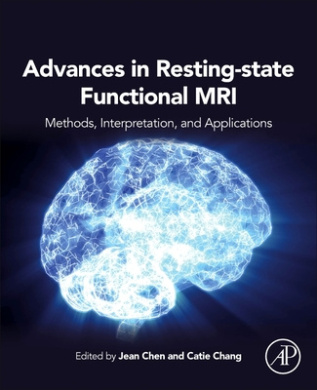 Advances in Resting-state
Functional MRI
Methods, Interpretation, and Applications
Edited by Jean Chen and Catie Chang
AP